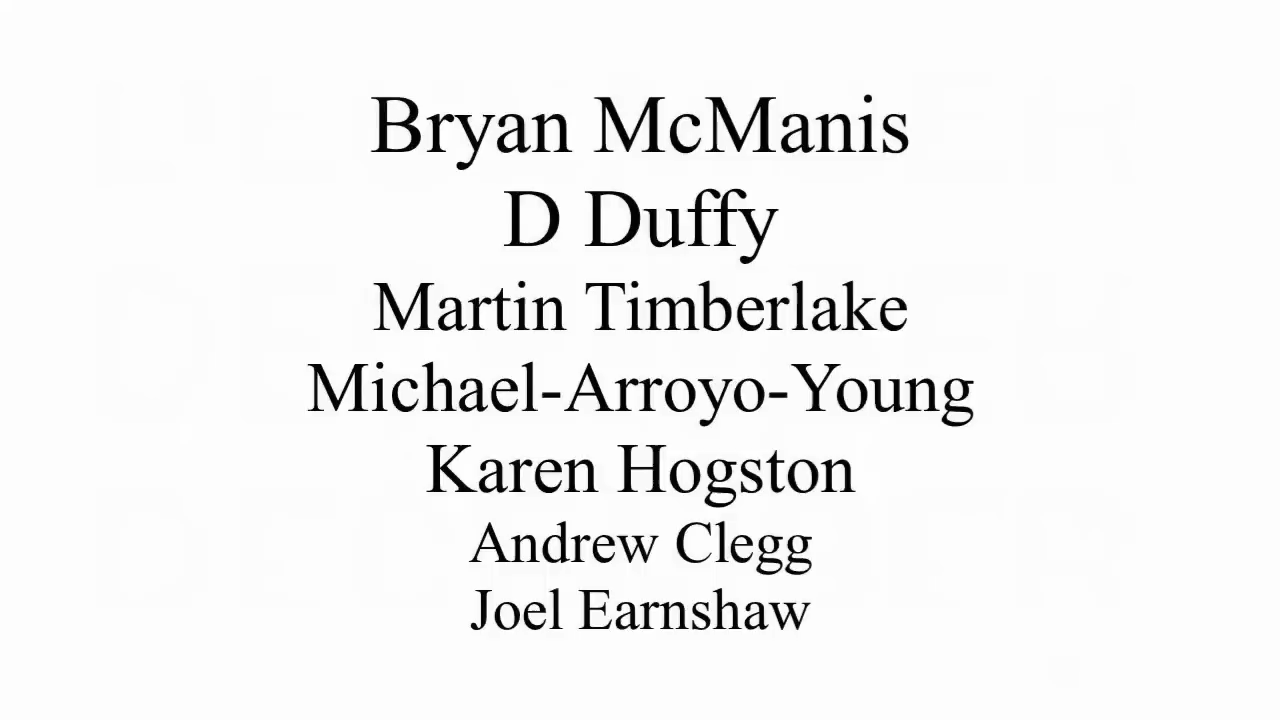 Bryan McManis
D Duffy
Martin Timberlake
Michael-Arroyo-Young
Karen Hogston
Andrew Clegg
Joel Earnshaw